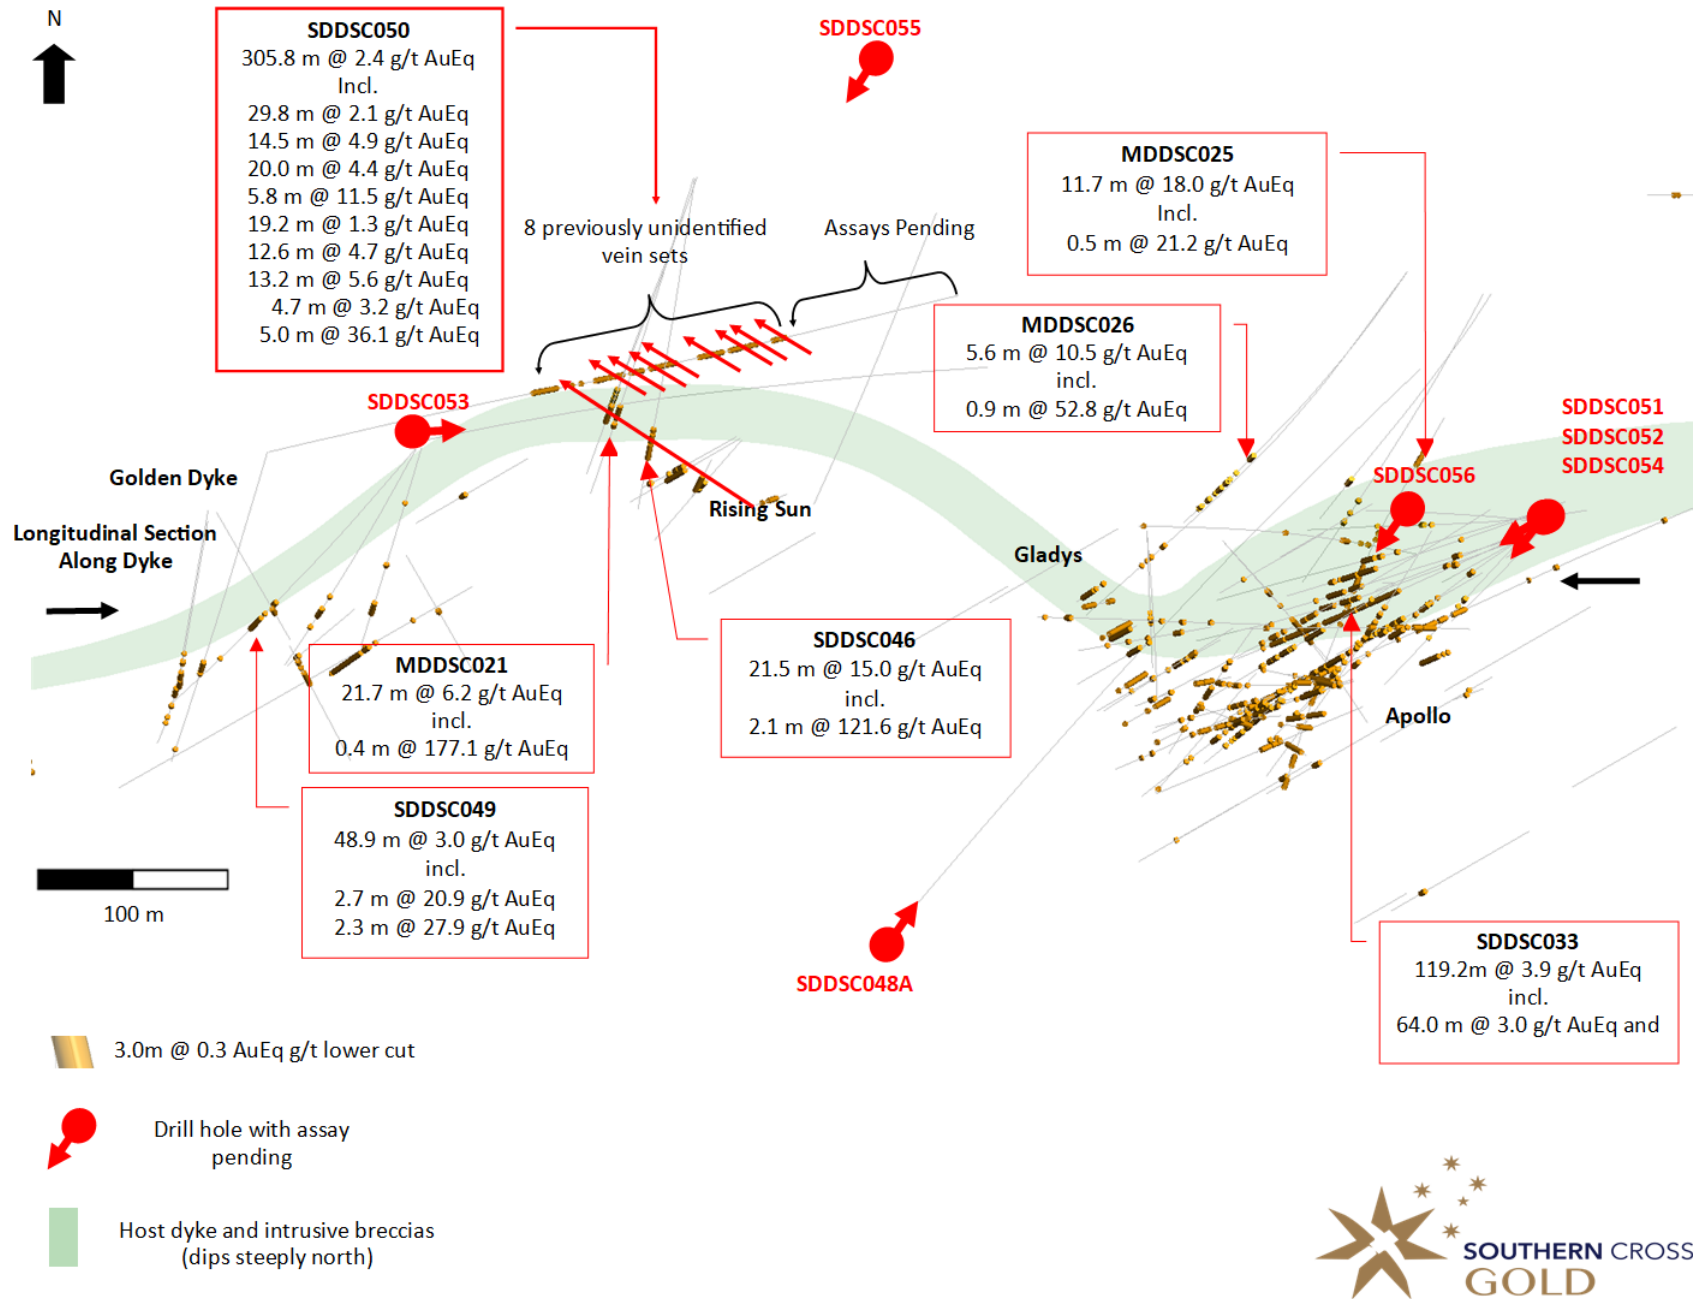 N
SDDSC050
305.8 m @ 2.4 g/t AuEq
Incl.
29.8 m @ 2.1 g/t AuEq
14.5 m @ 4.9 g/t AuEq
20.0 m @ 4.4 g/t AuEq
5.8 m @ 11.5 g/t AuEq
19.2 m @ 1.3 g/t AuEq
12.6 m @ 4.7 g/t AuEq
13.2 m @ 5.6 g/t AuEq
4.7 m @ 3.2 g/t AuEq
5.0 m @ 36.1 g/t AuEq
SDDSC055
8 previously unidentified
vein sets
Assays Pending
MDDSC025
11.7 m @ 18.0 g/t AuEq
Incl.
0.5 m @ 21.2 g/t AuEq
MDDSC026
5.6 m @ 10.5 g/t AuEq
incl.
0.9 m @ 52.8 g/t AuEq
SDDSC053
SDDSC051
SDDSC052
SDDSC054
SDDSC056
Golden Dyke
Longitudinal Section
Along Dyke
Rising Sun
Gladys
Apollo
MDDSC021
21.7 m @ 6.2 g/t AuEq
incl.
0.4 m @ 177.1 g/t AuEq
SDDSC046
21.5 m @ 15.0 g/t AuEq
incl.
2.1 m @ 121.6 g/t AuEq
SDDSC049
48.9 m @ 3.0 g/t AuEq
incl.
2.7 m @ 20.9 g/t AuEq
2.3 m @ 27.9 g/t AuEq
100 m
SDDSC048A
SDDSC033
119.2m @ 3.9 g/t AuEq
incl.
64.0 m @ 3.0 g/t AuEq and
3.0m @ 0.3 AuEq g/t lower cut
Drill hole with assay
pending
Host dyke and intrusive breccias
(dips steeply north)
SOUTHERN CROSS
GOLD